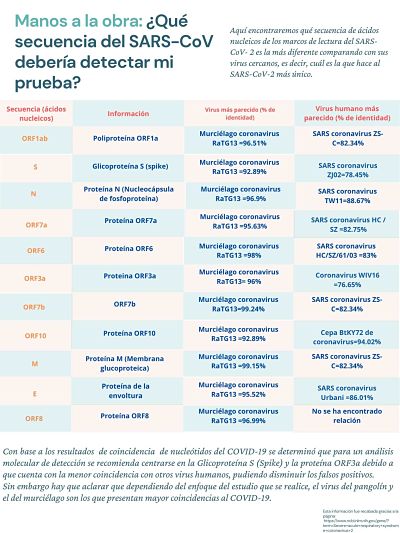 Manos a la obra: ¿Qué
secuencia del SARS-CoV
debería detectar mi
prueba?
Aquí encontraremos qué secuencia de ácidos
nucleicos de los marcos de lectura del SARS-
CoV- 2 es la más diferente comparando con sus
virus cercanos, es decir, cuál es la que hace al
SARS-CoV-2 más único.
Secuencia (ácidos
nucleicos)
Información
Virus más parecido (% de
identidad)
Virus humano más
parecido (% de identidad)
ORF1ab
Poliproteína ORF1a
Murciélago coronavirus
RaTG13 =96.51%
SARS coronavirus ZS-
C=82.34%
S
Glicoproteína S (spike)
Murciélago coronavirus
RaTG13 =92.89%
SARS coronavirus
ZJ02=78.45%
N
Proteína N (Nucleocápsula
de fosfoproteína)
Murciélago coronavirus
RaTG13 =96.9%
SARS coronavirus
TW11=88.67%
ORF7a
Proteína ORF7a
Murciélago coronavirus
RaTG13 =95.63%
SARS coronavirus HC /
SZ =82.75%
ORF6
Proteína ORF6
Murciélago coronavirus
RaTG13 =98%
SARS coronavirus
HC/SZ/61/03 =83%
ORF3a
Proteína ORF3a
Murciélago coronavirus
RaTG13= 96%
Coronavirus WIV16
=76.65%
ORF7b
ORF7b
Murciélago coronavirus
RaTG13=99.24%
SARS coronavirus ZS-
C=82.34%
ORF10
Proteína ORF10
Murciélago coronavirus
RaTG13 =92.89%
Cepa BtKY72 de
coronavirus=94.02%
M
Proteína M (Membrana
glucoproteica)
Murciélago coronavirus
RaTG13 =99.15%
SARS coronavirus ZS-
C=82.34%
E
Proteína de la
envoltura
Murciélago coronavirus
RaTG13 =95.52%
SARS coronavirus
Urbani =86.01%
ORF8
Proteína ORF8
Murciélago coronavirus
RaTG13 =96.99%
No se ha encontrado
relación
Con base a los resultados de coincidencia de nucleótidos del COVID-19 se determinó que para un análisis
molecular de detección se recomienda centrarse en la Glicoproteína S (Spike) y la proteína ORF3a debido a
que cuenta con la menor coincidencia con otros virus humanos, pudiendo disminuir los falsos positivos.
Sin embargo hay que aclarar que dependiendo del enfoque del estudio que se realice, el virus del pangolín y
el del murciélago son los que presentan mayor coincidencias al COVID-19.
Esta información fue recabada gracias a la
página: